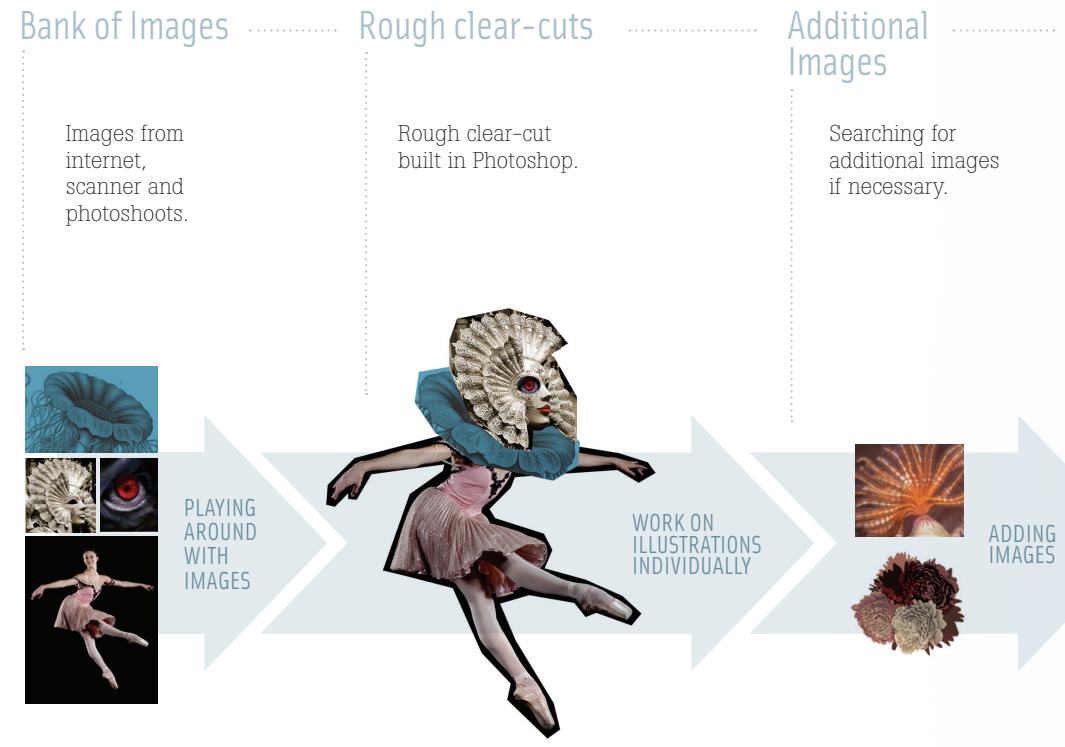 Bank of Images
Rough clear-cuts
Additional
Images
Images from
internet,
scanner and
photoshoots.
Rough clear-cut
built in Photoshop.
Searching for
additional images
if necessary.
PLAYING
AROUND
WITH
IMAGES
WORK ON
ILLUSTRATIONS
INDIVIDUALLY
ADDING
IMAGES